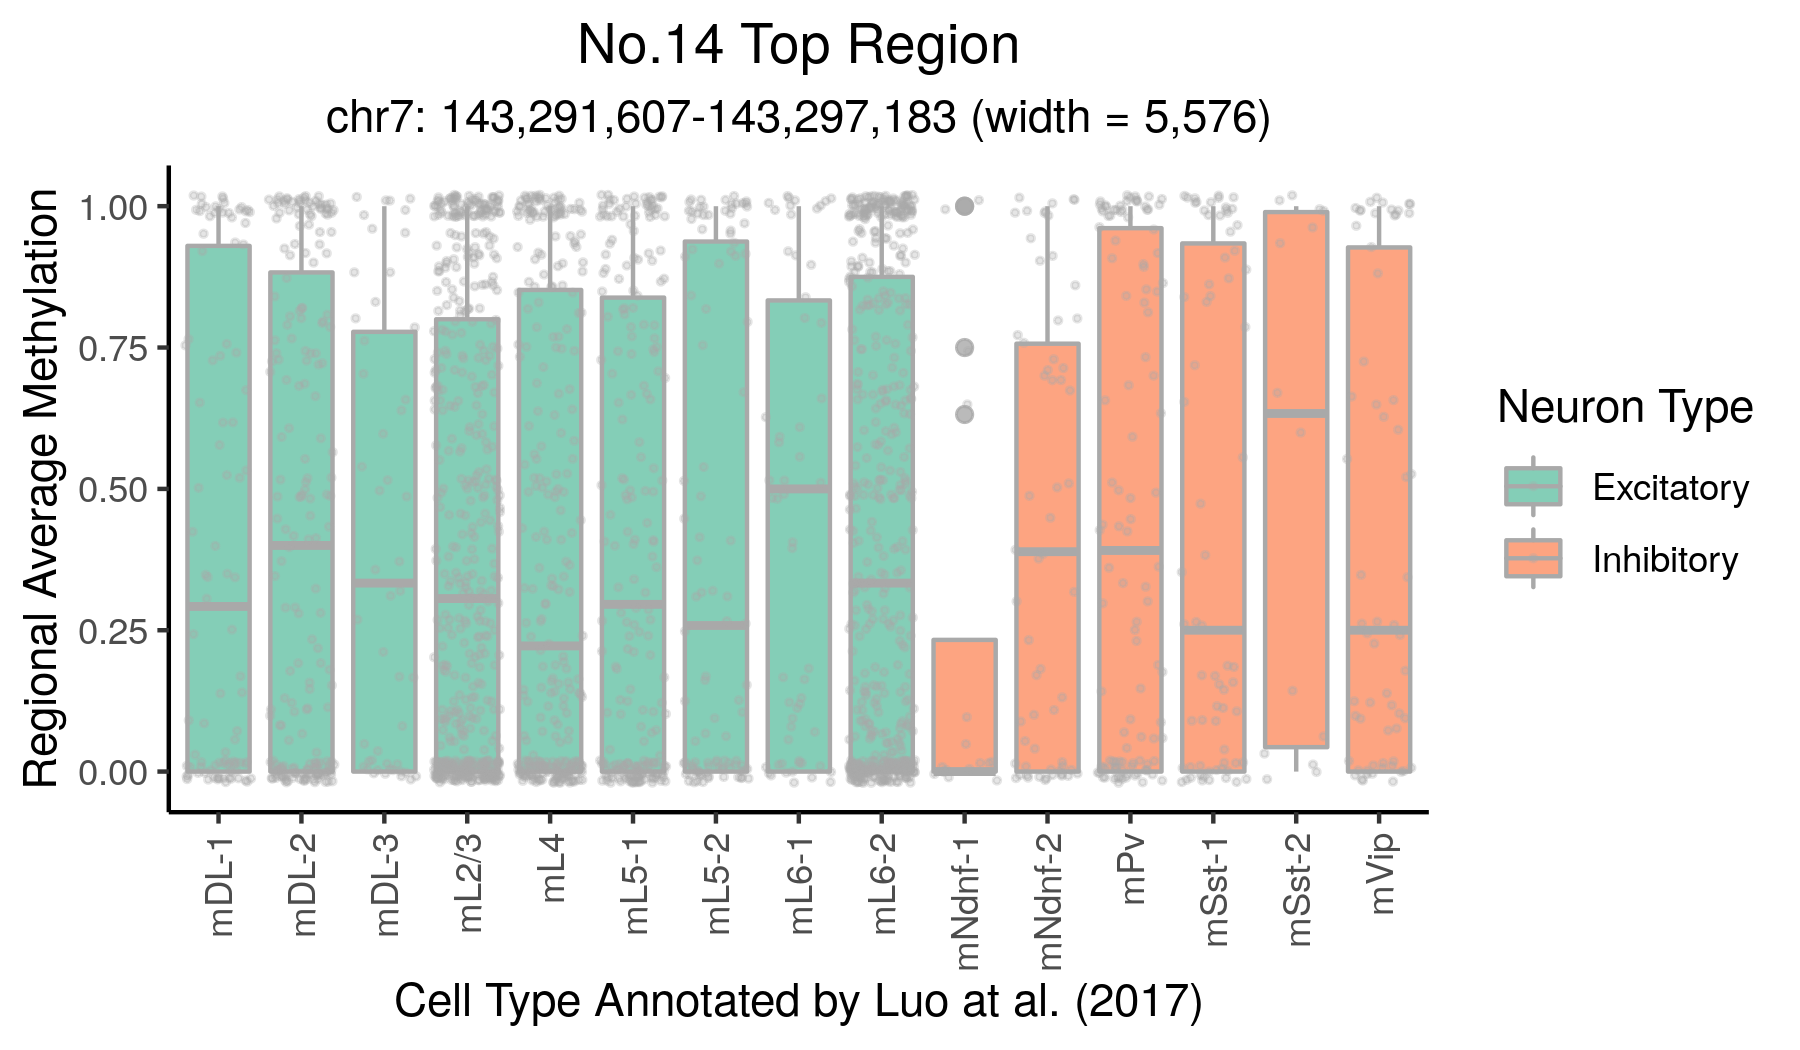 No.14 Top Region
chr7: 143,291,607-143,297,183 (width = 5,576)
Regional Average Methylation
1.00
0.75
0.50
0.25
0.00
mDL-1
mDL-2
mDL-3
mL2/3
mL4
mL5-1
mL5-2
mL6-1
mL6-2
mNdnf-1
mNdnf-2
mPv
mSst-1
mSst-2
mVip
Cell Type Annotated by Luo at al. (2017)
Neuron Type
Excitatory
Inhibitory